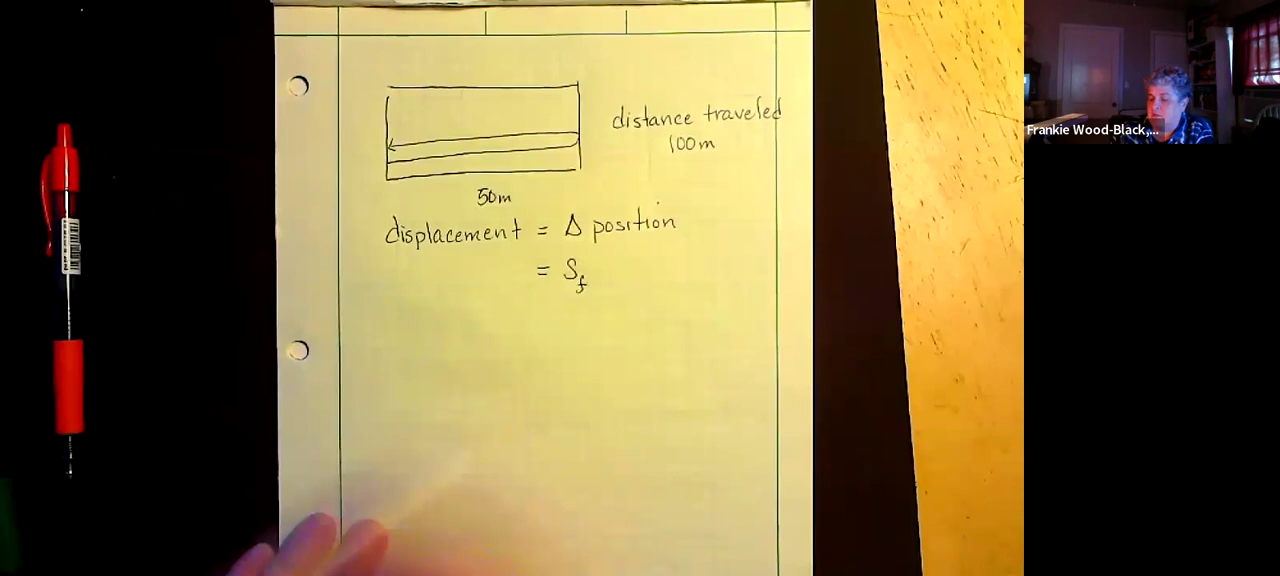 distance traveled
100m
50m
displacement = Δ position
= S_f
Frankie Wood-Black,...